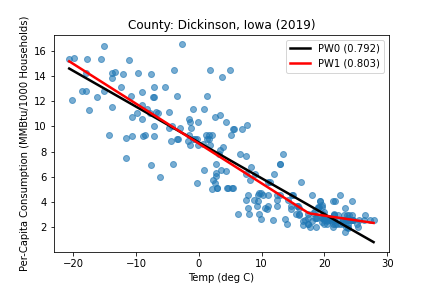 County: Dickinson, Iowa (2019)
PW0 (0.792)
PW1 (0.803)
Per-Capita Consumption (MMBtu/1000 Households)
16
14
12
10
8
6
4
2
−20
−10
0
10
20
30
Temp (deg C)